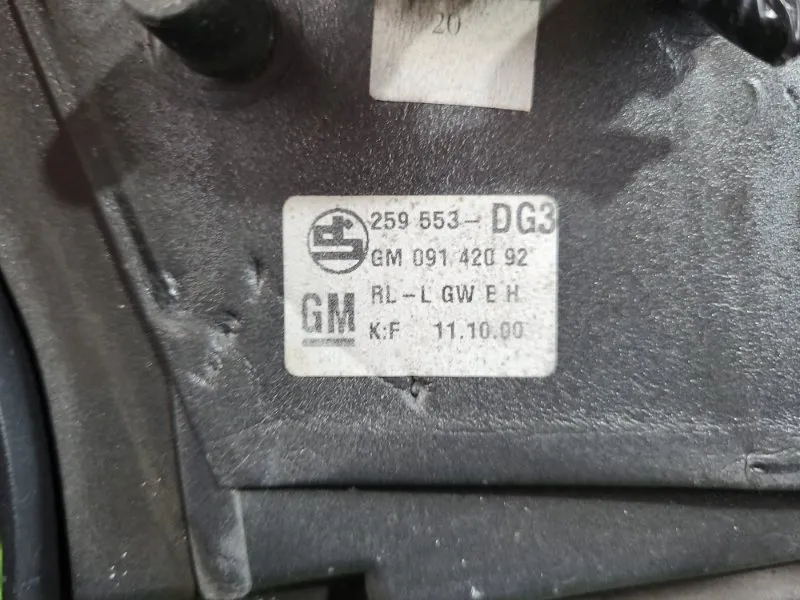 20
259 553- DG3
GM 091 420 92
RL-L GW E H
GM
K:F 11.10.00